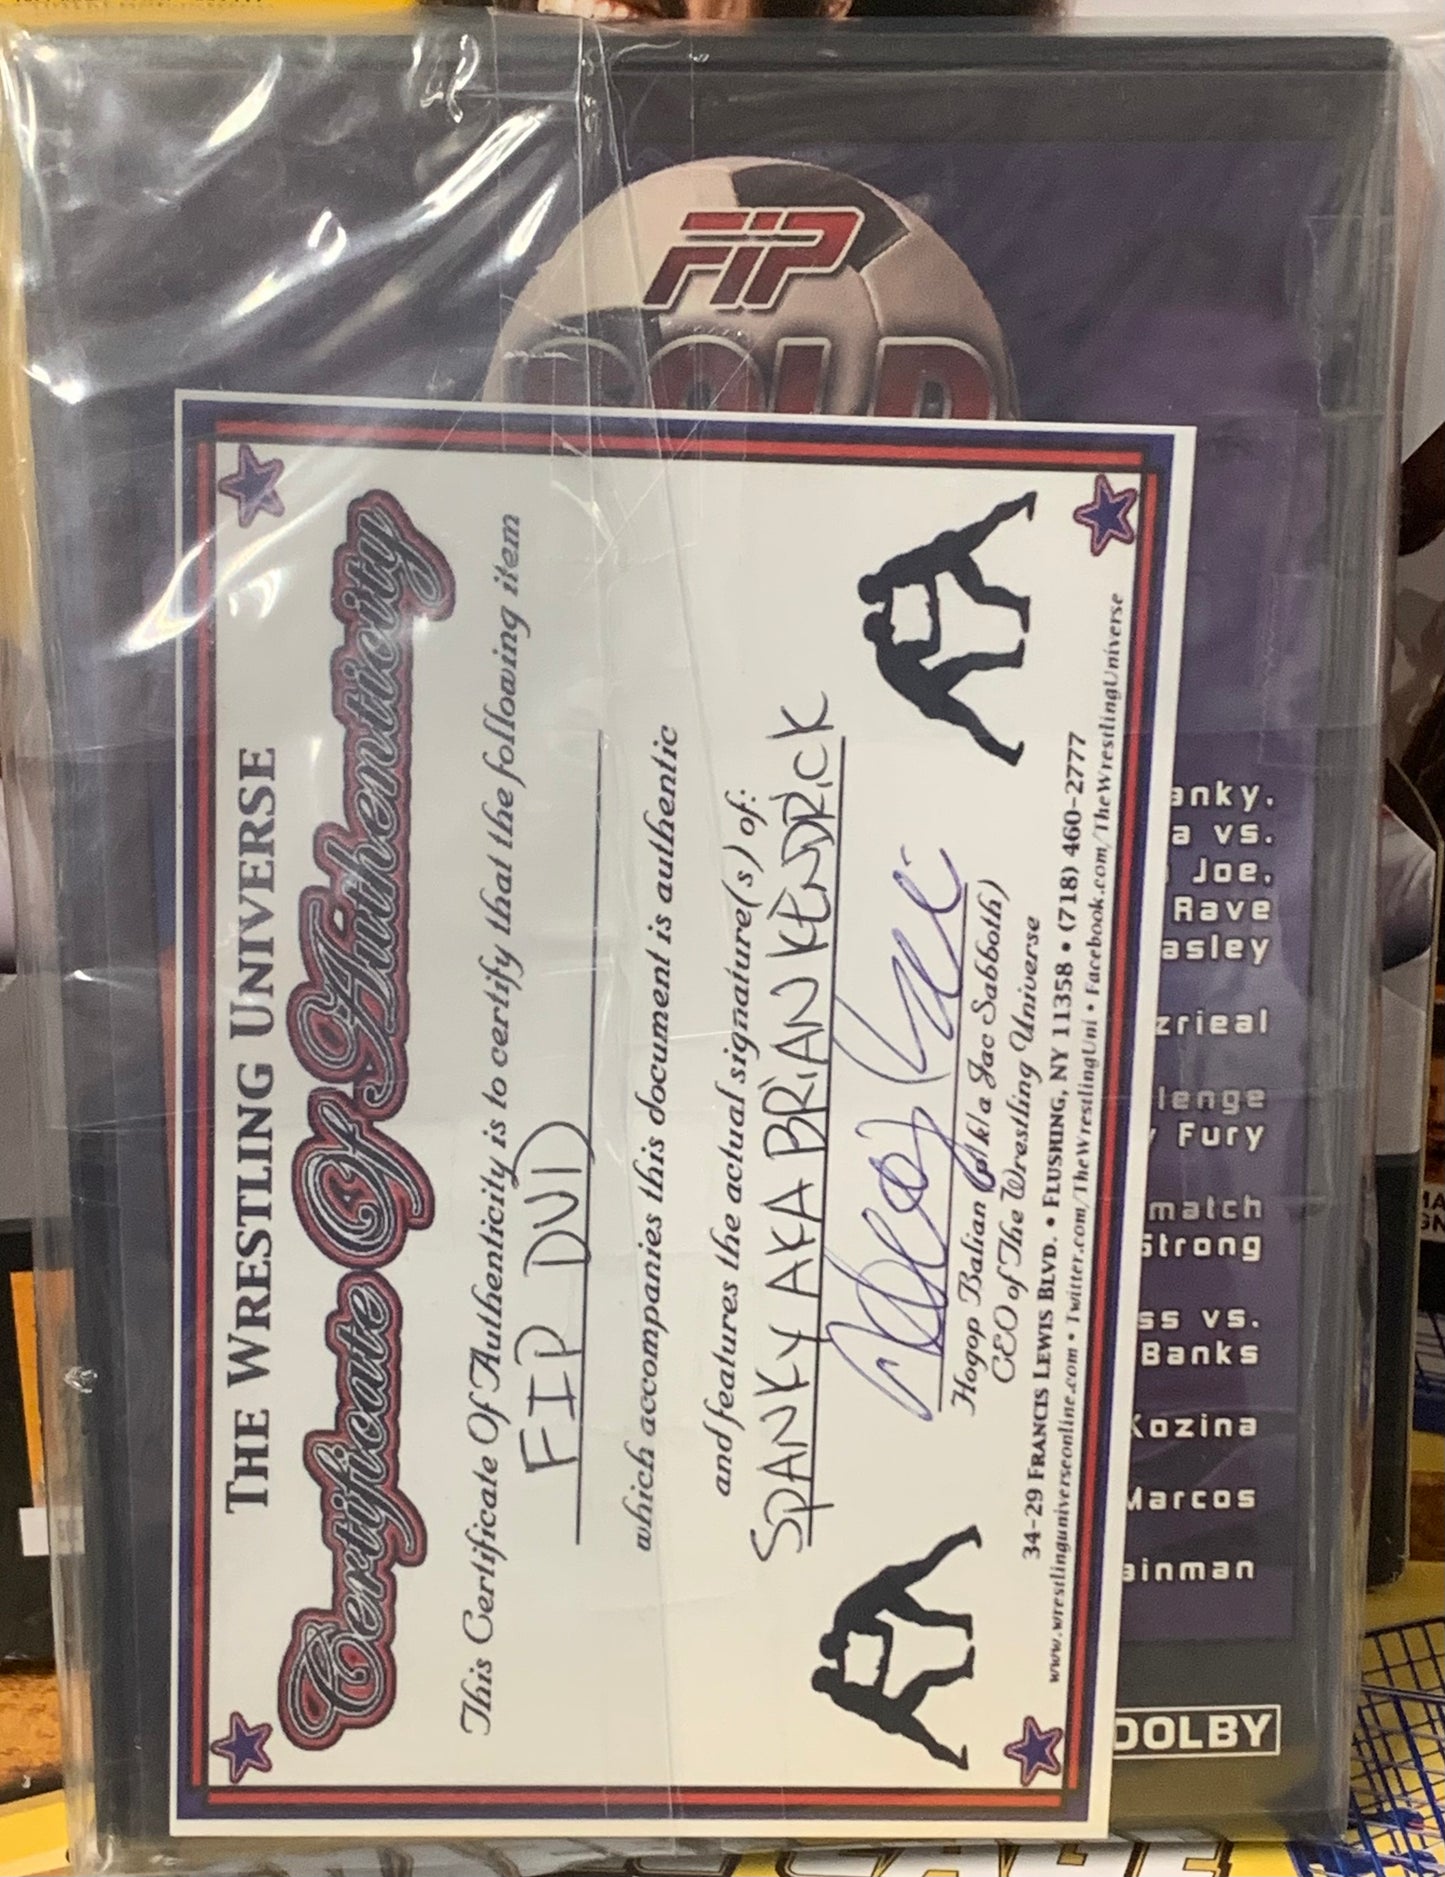 FIP
GOLD
THE WRESTLING UNIVERSE
Certificate Of Authenticity
This Certificate Of Authenticity is to certify that the following item
FIP DVD
which accompanies this document is authentic
and features the actual signature(s) of:
SPANKY AKA BRIAN KENDRICK
Hogop Balian A/k/a Jac Sabboth)
CEO of The Wrestling Universe
34-29 FRANCIS LEWIS BLVD. • FLUSHING, NY 11358 • (718) 460-2777
www.wrestlinguniverseonline.com • Twitter.com/TheWrestlingUni • Facebook.com/TheWrestlingUniverse
anky.
a vs.
Joe,
Rave
asley
zrieal
lenge
y Fury
match
Strong
ss vs.
Banks
Kozina
Marcos
ainman
DOLBY